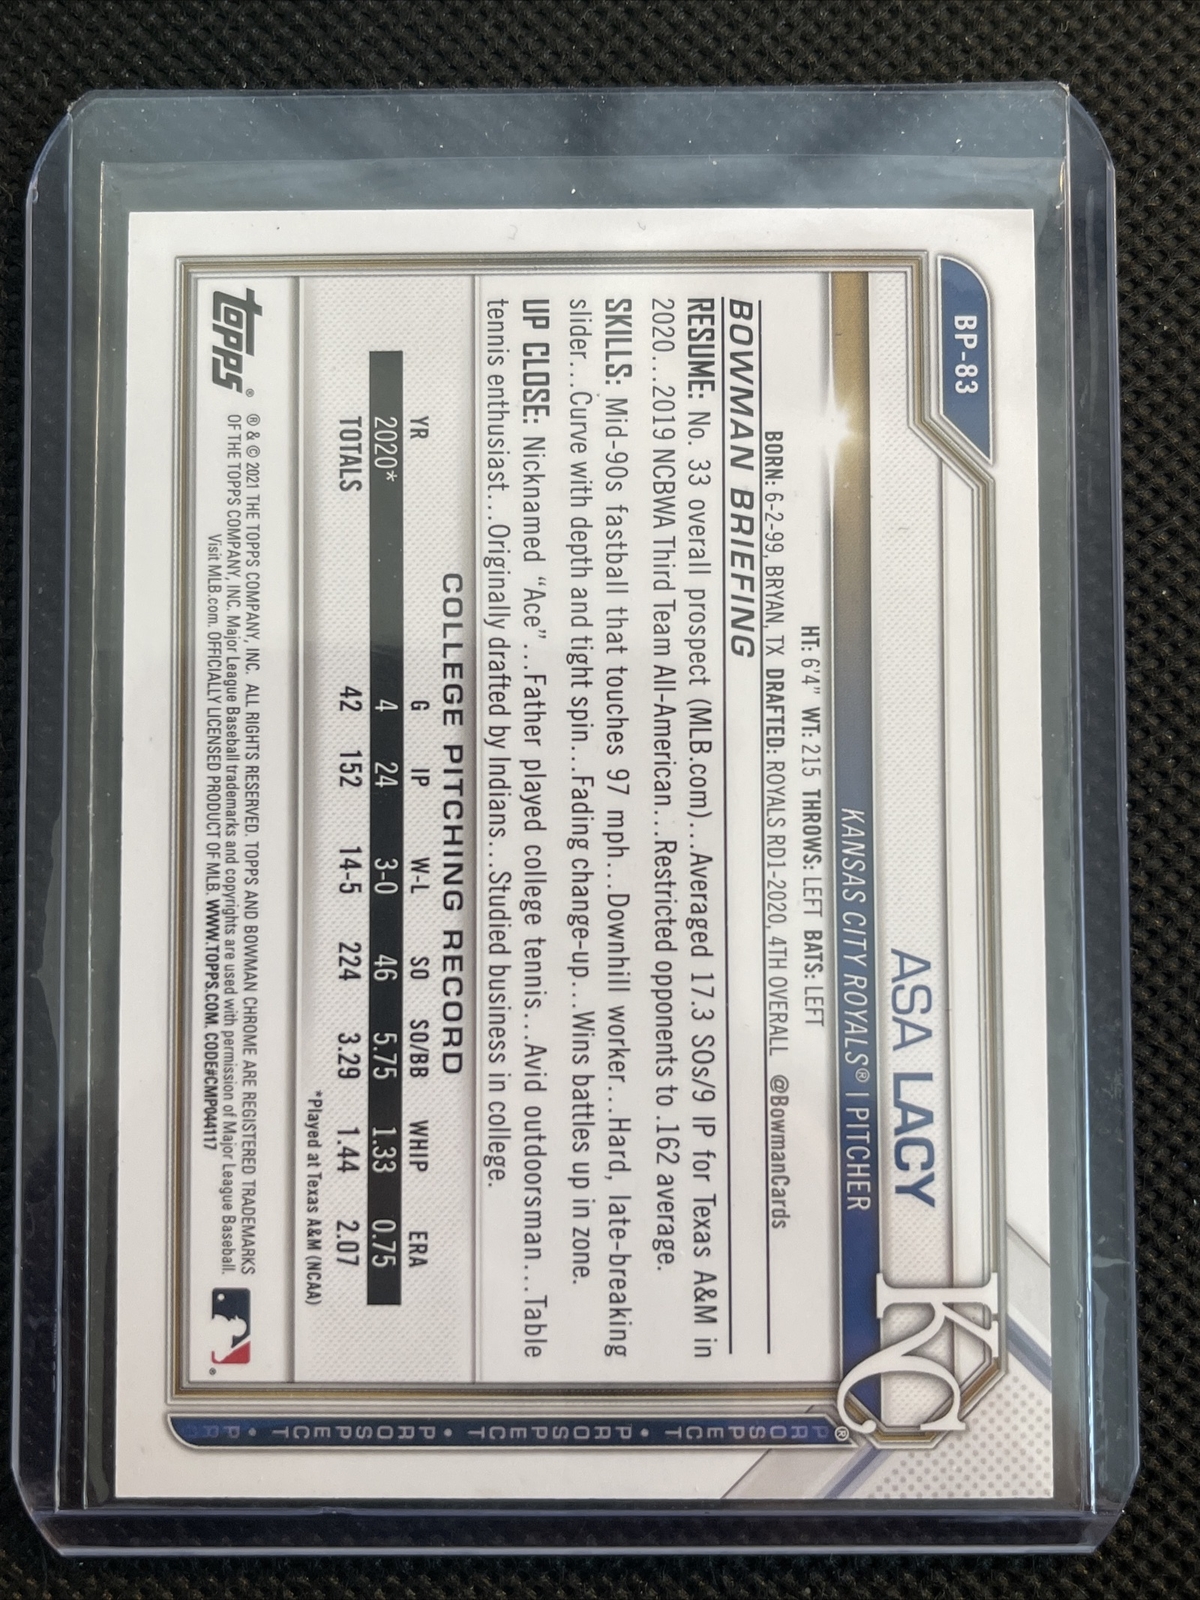 BP-83
ASA LACY
KC®
KANSAS CITY ROYALS® | PITCHER
HT: 6'4" WT: 215 THROWS: LEFT BATS: LEFT
BORN: 6-2-99, BRYAN, TX DRAFTED: ROYALS RD1-2020, 4TH OVERALL @BowmanCards
BOWMAN BRIEFING
RESUME: No. 33 overall prospect (MLB.com)...Averaged 17.3 SOs/9 IP for Texas A&M in
2020...2019 NCBWA Third Team All-American...Restricted opponents to .162 average.
SKILLS: Mid-90s fastball that touches 97 mph...Downhill worker...Hard, late-breaking
slider...Curve with depth and tight spin...Fading change-up...Wins battles up in zone.
UP CLOSE: Nicknamed “Ace”...Father played college tennis...Avid outdoorsman...Table
tennis enthusiast...Originally drafted by Indians...Studied business in college.
COLLEGE PITCHING RECORD
YR G IP W-L SO SO/BB WHIP ERA
2020* 4 24 3-0 46 5.75 1.33 0.75
TOTALS 42 152 14-5 224 3.29 1.44 2.07
*Played at Texas A&M (NCAA)
topps®
® & © 2021 THE TOPPS COMPANY, INC. ALL RIGHTS RESERVED. TOPPS AND BOWMAN CHROME ARE REGISTERED TRADEMARKS
OF THE TOPPS COMPANY, INC. Major League Baseball trademarks and copyrights are used with permission of Major League Baseball.
Visit MLB.com. OFFICIALLY LICENSED PRODUCT OF MLB. WWW.TOPPS.COM. CODE#CMP044117
PROSPECT • PROSPECT • PROSPECT • PR